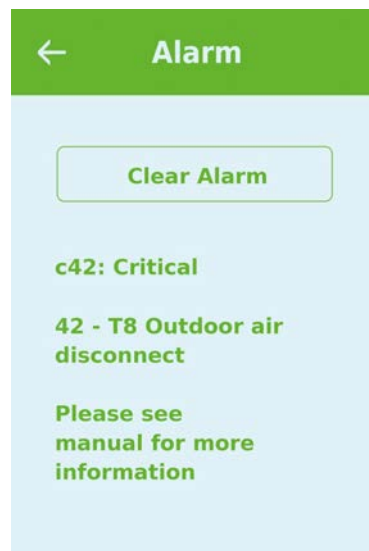 Alarm
Clear Alarm
c42: Critical
42 - T8 Outdoor air
disconnect
Please see
manual for more
information